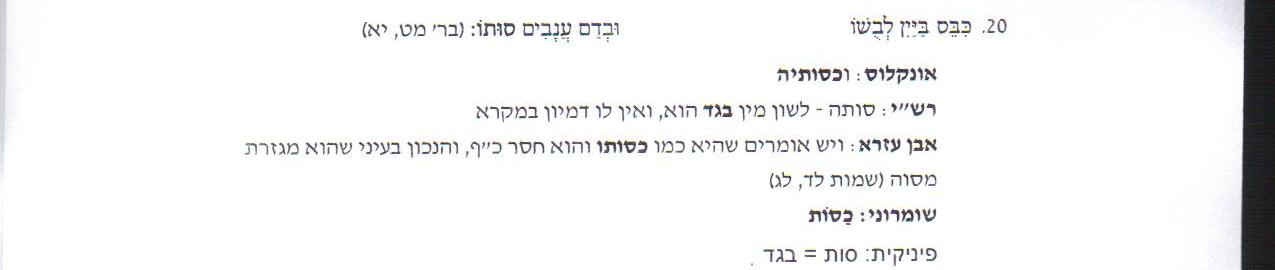 20. כִּבֵּס בַּיַּיִן לְבֻשׁוֹ וּבְדַם עֲנָבִים סוּתוֹ: (בר׳ מט, יא)
אונקלוס: וכסותיה
רש״י: סותה - לשון מין בגד הוא, ואין לו דמיון במקרא
אבן עזרא: ויש אומרים שהיא כמו כסותו והוא חסר כ״ף, והנכון בעיני שהוא מגזרת
מסוה (שמות לד, לג)
שומרוני: כַּסוֹת
פיניקית: סות = בגד